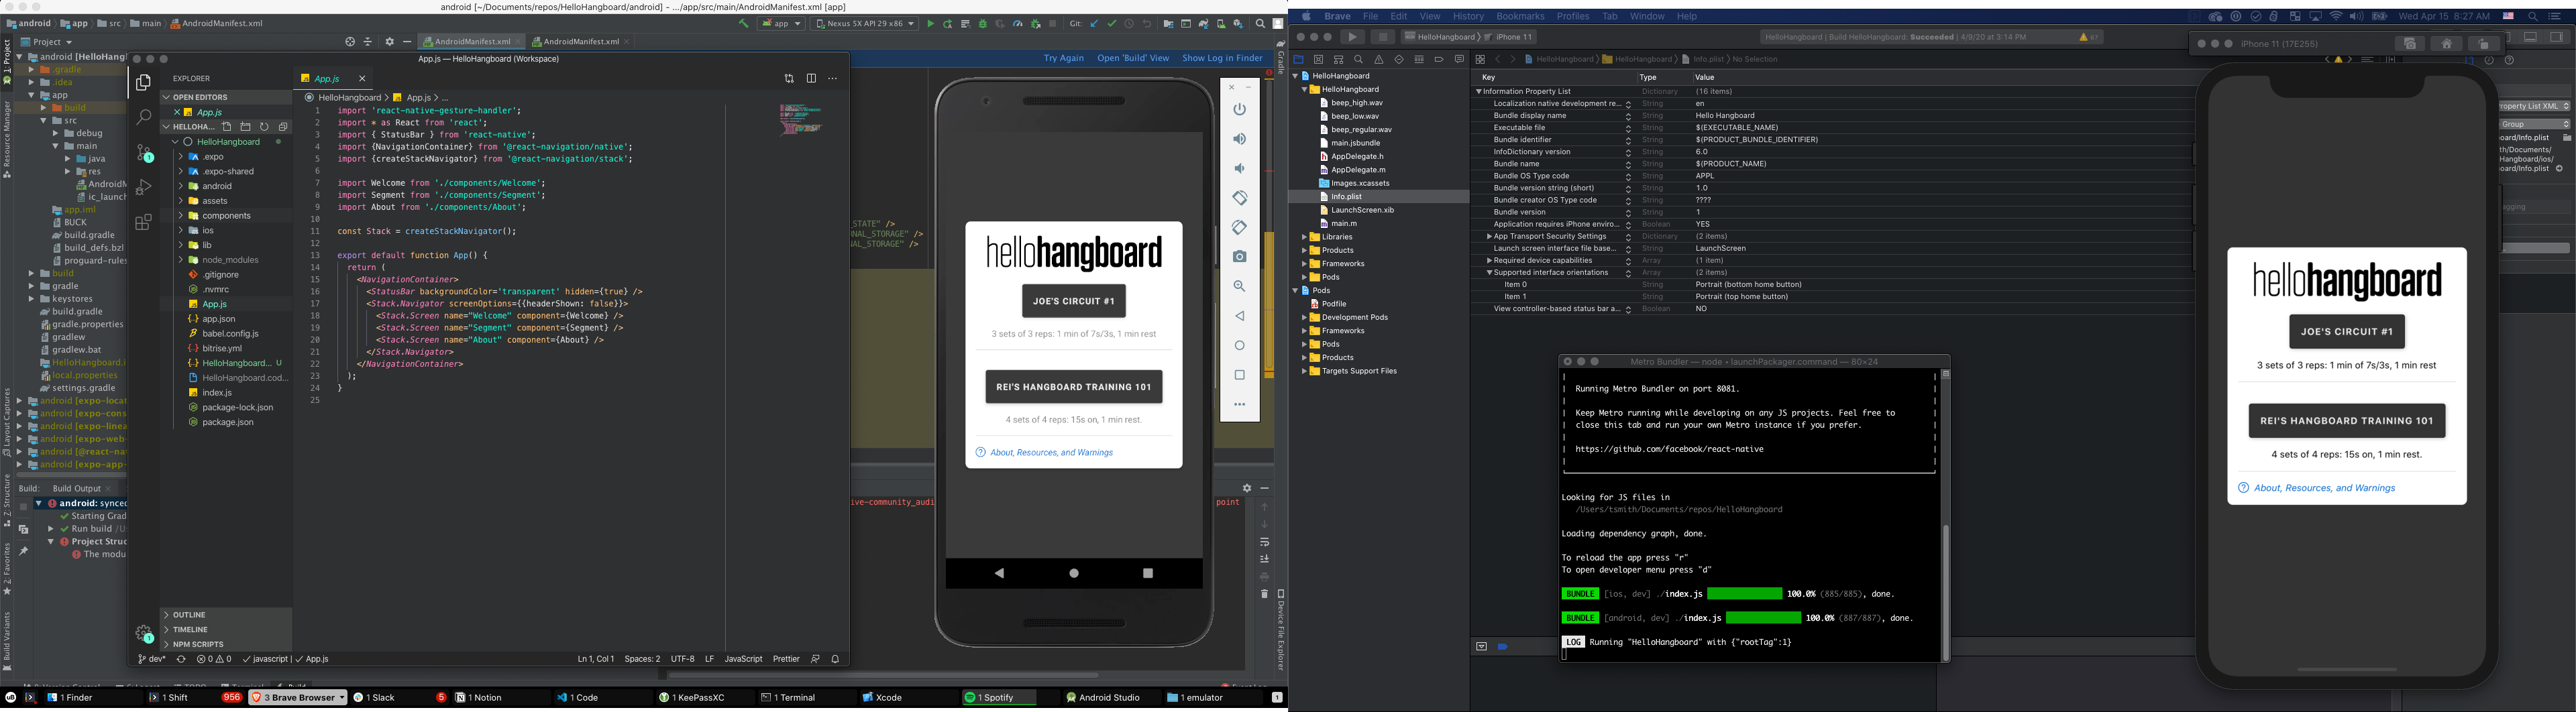 android [~/Documents/repos/HelloHangboard/android] - .../app/src/main/AndroidManifest.xml [app]
android
app
src
main
AndroidManifest.xml
app
Nexus 5X API 29 x86
Git:
Project
AndroidManifest.xml
AndroidManifest.xml
Try Again Open 'Build' View Show Log in Finder
1: Project
Resource Manager
Layout Captures
Z: Structure
2: Favorites
Build Variants
Gradle
Device File Explorer
android [HelloHang
.gradle
.idea
app
build
src
debug
main
java
res
AndroidM
ic_launch
app.iml
BUCK
build.gradle
build_defs.bzl
proguard-rules
build
gradle
keystores
build.gradle
gradle.properties
gradlew
gradlew.bat
HelloHangboard.i
local.properties
settings.gradle
android [expo-locat
android [expo-cons
android [expo-linea
android [expo-web-
android [@react-na
android [expo-app-
Build: Build Output
android: synced
Starting Grad
Run build /U
Project Struc
The modu
ive-community_audi
point
_STATE" />
NAL_STORAGE" />
NAL_STORAGE" />
App.js — HelloHangboard (Workspace)
EXPLORER
OPEN EDITORS
App.js
HELLOHA...
HelloHangboard
.expo
.expo-shared
android
assets
components
ios
lib
node_modules
.gitignore
.nvmrc
App.js
app.json
babel.config.js
bitrise.yml
HelloHangboard... U
HelloHangboard.cod...
index.js
package-lock.json
package.json
OUTLINE
TIMELINE
NPM SCRIPTS
App.js
HelloHangboard > App.js > ...
1 import 'react-native-gesture-handler';
2 import * as React from 'react';
3 import { StatusBar } from 'react-native';
4 import {NavigationContainer} from '@react-navigation/native';
5 import {createStackNavigator} from '@react-navigation/stack';
6
7 import Welcome from './components/Welcome';
8 import Segment from './components/Segment';
9 import About from './components/About';
10
11 const Stack = createStackNavigator();
12
13 export default function App() {
14 return (
15 <NavigationContainer>
16 <StatusBar backgroundColor='transparent' hidden={true} />
17 <Stack.Navigator screenOptions={{headerShown: false}}>
18 <Stack.Screen name="Welcome" component={Welcome} />
19 <Stack.Screen name="Segment" component={Segment} />
20 <Stack.Screen name="About" component={About} />
21 </Stack.Navigator>
22 </NavigationContainer>
23 );
24 }
25
dev* 0 0 javascript | App.js
Ln 1, Col 1 Spaces: 2 UTF-8 LF JavaScript Prettier
hellohangboard
JOE'S CIRCUIT #1
3 sets of 3 reps: 1 min of 7s/3s, 1 min rest
REI'S HANGBOARD TRAINING 101
4 sets of 4 reps: 15s on, 1 min rest.
About, Resources, and Warnings
1 Finder
1 Shift
956
3 Brave Browser
1 Slack
5
1 Notion
1 Code
1 KeePassXC
1 Terminal
Xcode
1 Spotify
Android Studio
1 emulator
1
Brave File Edit View History Bookmarks Profiles Tab Window Help
Wed Apr 15 8:27 AM
HelloHangboard
iPhone 11
HelloHangboard | Build HelloHangboard: Succeeded | 4/9/20 at 3:14 PM
67
HelloHangboard
HelloHangboard
beep_high.wav
beep_low.wav
beep_regular.wav
main.jsbundle
AppDelegate.h
AppDelegate.m
Images.xcassets
Info.plist
LaunchScreen.xib
main.m
Libraries
Products
Frameworks
Pods
Pods
Podfile
Development Pods
Frameworks
Pods
Products
Targets Support Files
HelloHangboard > HelloHangboard > Info.plist > No Selection
Key Type Value
Information Property List Dictionary (16 items)
Localization native development re... String en
Bundle display name String Hello Hangboard
Executable file String $(EXECUTABLE_NAME)
Bundle identifier String $(PRODUCT_BUNDLE_IDENTIFIER)
InfoDictionary version String 6.0
Bundle name String $(PRODUCT_NAME)
Bundle OS Type code String APPL
Bundle version string (short) String 1.0
Bundle creator OS Type code String ????
Bundle version String 1
Application requires iPhone enviro... Boolean YES
App Transport Security Settings Dictionary (2 items)
Launch screen interface file base... String LaunchScreen
Required device capabilities Array (1 item)
Supported interface orientations Array (2 items)
Item 0 String Portrait (bottom home button)
Item 1 String Portrait (top home button)
View controller-based status bar a... Boolean NO
Metro Bundler — node • launchPackager.command — 80×24
Running Metro Bundler on port 8081.
Keep Metro running while developing on any JS projects. Feel free to
close this tab and run your own Metro instance if you prefer.
https://github.com/facebook/react-native
Looking for JS files in
/Users/tsmith/Documents/repos/HelloHangboard
Loading dependency graph, done.
To reload the app press "r"
To open developer menu press "d"
BUNDLE [ios, dev] ./index.js 100.0% (885/885), done.
BUNDLE [android, dev] ./index.js 100.0% (887/887), done.
LOG Running "HelloHangboard" with {"rootTag":1}
iPhone 11 (17E255)
hellohangboard
JOE'S CIRCUIT #1
3 sets of 3 reps: 1 min of 7s/3s, 1 min rest
REI'S HANGBOARD TRAINING 101
4 sets of 4 reps: 15s on, 1 min rest.
About, Resources, and Warnings
roperty List XML
Group
oard/Info.plist
th/Documents/
Hangboard/ios/
oard/Info.plist